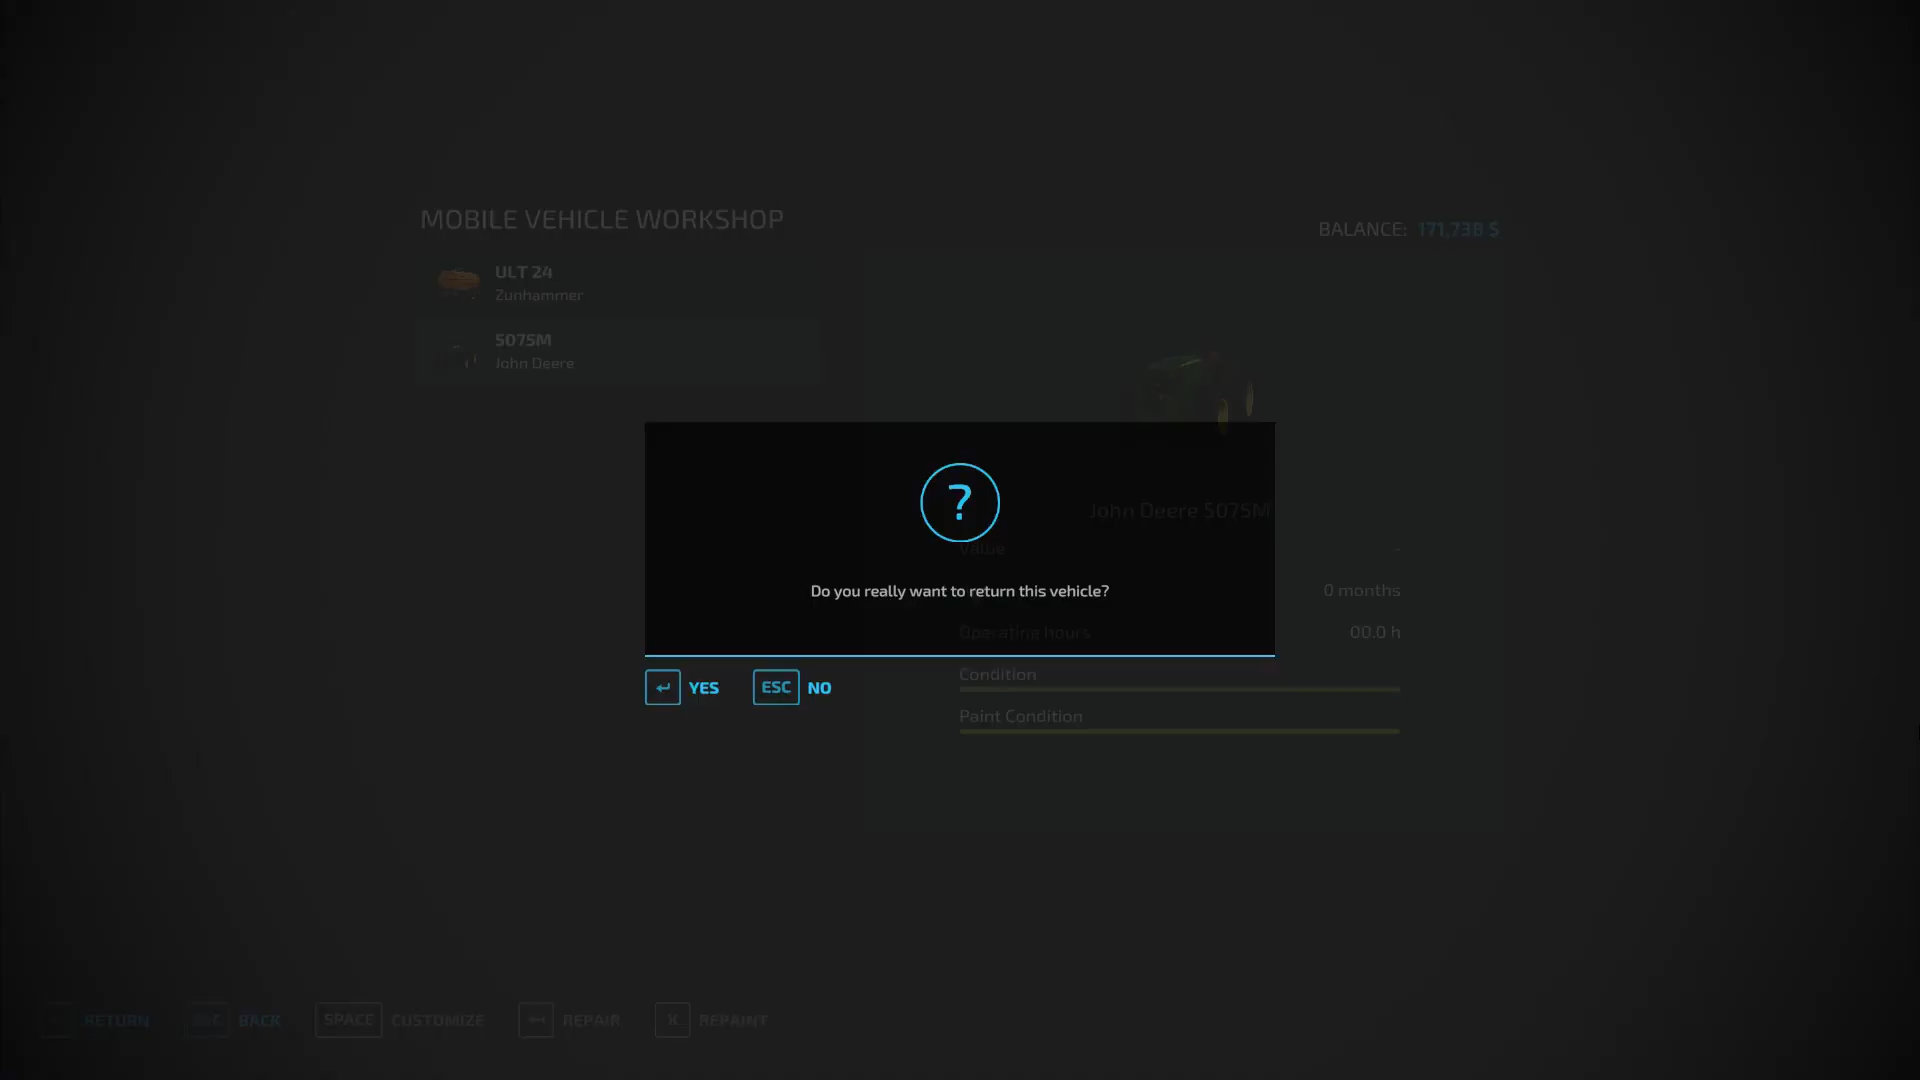 MOBILE VEHICLE WORKSHOP
BALANCE: 171,738 $
ULT 24
Zunhammer
5075M
John Deere
?
John Deere 5075M
Value -
Do you really want to return this vehicle?
0 months
Operating hours 00.0 h
YES ESC NO
Condition
Paint Condition
RETURN ESC BACK SPACE CUSTOMIZE REPAIR X REPAINT